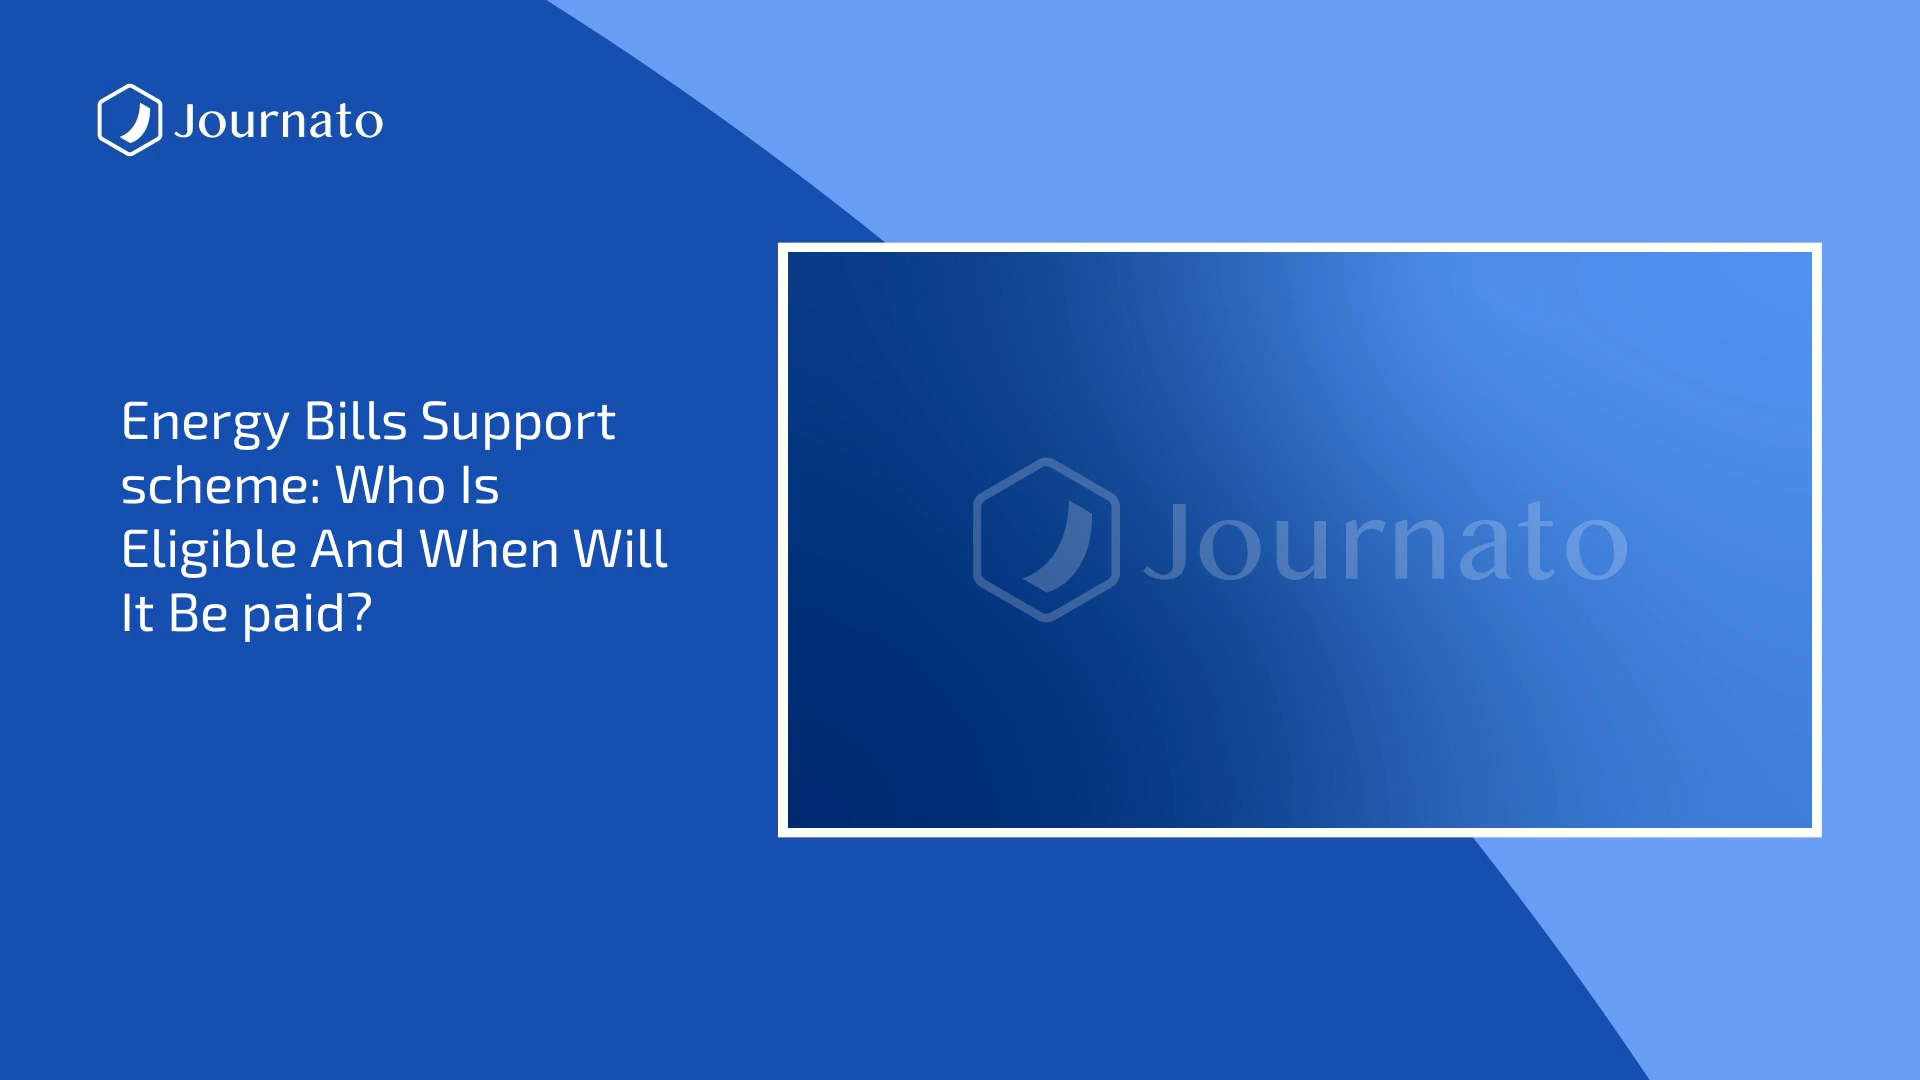 Journato
Energy Bills Support
scheme: Who Is
Eligible And When Will
It Be paid?
Journato